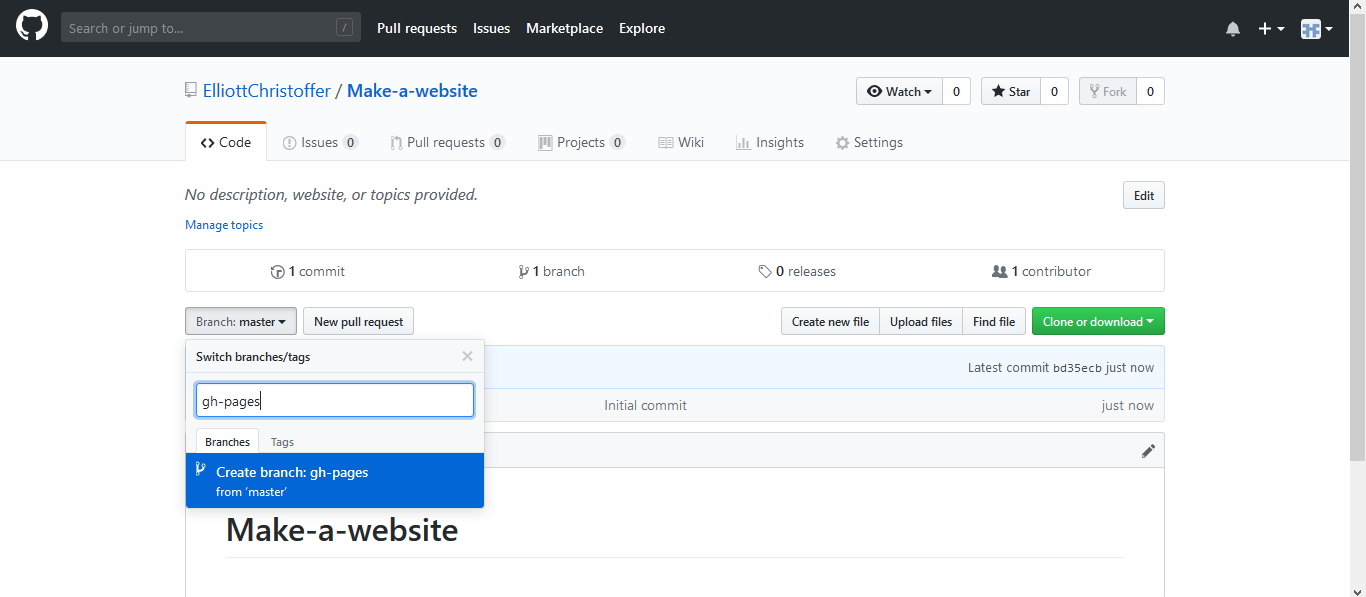 Search or jump to... / Pull requests Issues Marketplace Explore
ElliottChristoffer / Make-a-website Watch 0 Star 0 Fork 0
Code Issues 0 Pull requests 0 Projects 0 Wiki Insights Settings
No description, website, or topics provided. Edit
Manage topics
1 commit 1 branch 0 releases 1 contributor
Branch: master New pull request Create new file Upload files Find file Clone or download
Switch branches/tags
Latest commit bd35ecb just now
gh-pages
Initial commit just now
Branches Tags
Create branch: gh-pages
from ‘master’
Make-a-website